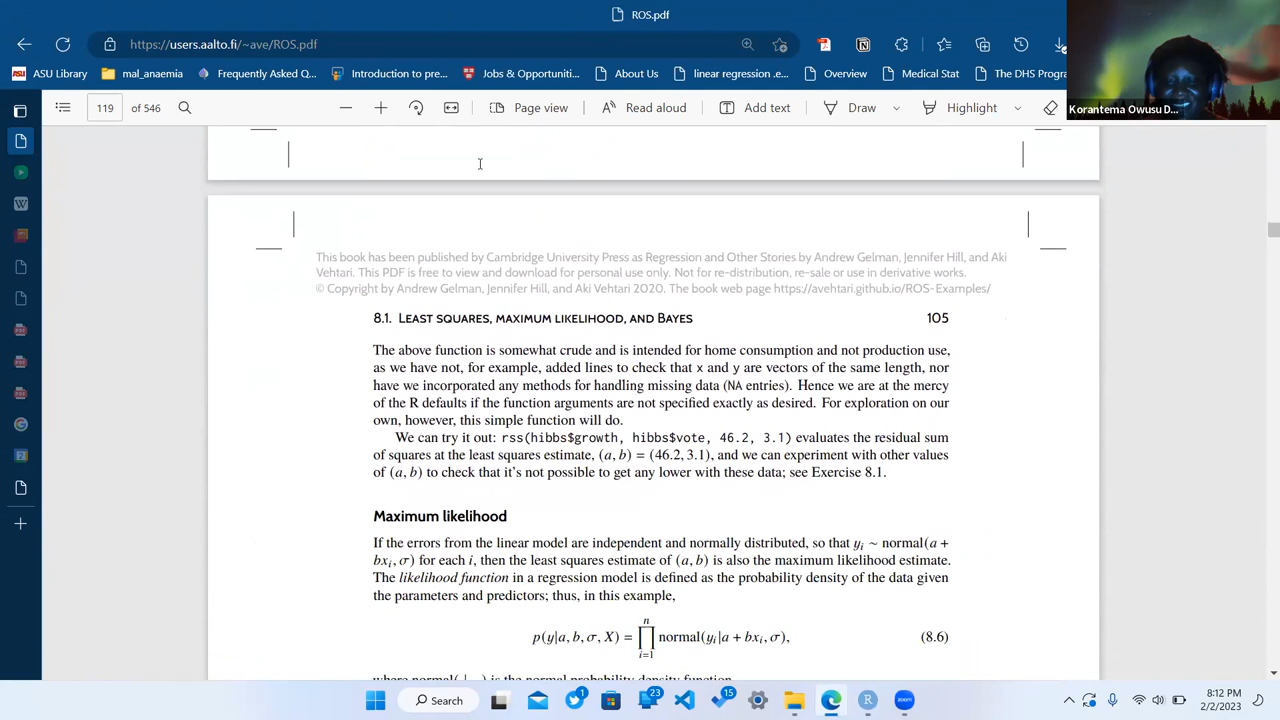 ROS.pdf
https://users.aalto.fi/~ave/ROS.pdf
ASU Library
mal_anaemia
Frequently Asked Q...
Introduction to pre...
Jobs & Opportuniti...
About Us
linear regression .e...
Overview
Medical Stat
The DHS Progra
Korantema Owusu D...
119 of 546
Page view
Read aloud
Add text
Draw
Highlight
This book has been published by Cambridge University Press as Regression and Other Stories by Andrew Gelman, Jennifer Hill, and Aki
Vehtari. This PDF is free to view and download for personal use only. Not for re-distribution, re-sale or use in derivative works.
© Copyright by Andrew Gelman, Jennifer Hill, and Aki Vehtari 2020. The book web page https://avehtari.github.io/ROS-Examples/
8.1. LEAST SQUARES, MAXIMUM LIKELIHOOD, AND BAYES 105
The above function is somewhat crude and is intended for home consumption and not production use,
as we have not, for example, added lines to check that x and y are vectors of the same length, nor
have we incorporated any methods for handling missing data (NA entries). Hence we are at the mercy
of the R defaults if the function arguments are not specified exactly as desired. For exploration on our
own, however, this simple function will do.
We can try it out: rss(hibbs$growth, hibbs$vote, 46.2, 3.1) evaluates the residual sum
of squares at the least squares estimate, (a, b) = (46.2, 3.1), and we can experiment with other values
of (a, b) to check that it's not possible to get any lower with these data; see Exercise 8.1.
Maximum likelihood
If the errors from the linear model are independent and normally distributed, so that yᵢ ~ normal(a +
bxᵢ, σ) for each i, then the least squares estimate of (a, b) is also the maximum likelihood estimate.
The likelihood function in a regression model is defined as the probability density of the data given
the parameters and predictors; thus, in this example,
p(y|a, b, σ, X) = ∏ᵢ₌₁ⁿ normal(yᵢ|a + bxᵢ, σ), (8.6)
where normal(·|·,·) is the normal probability density function
Search
1
23
15
8:12 PM
2/2/2023